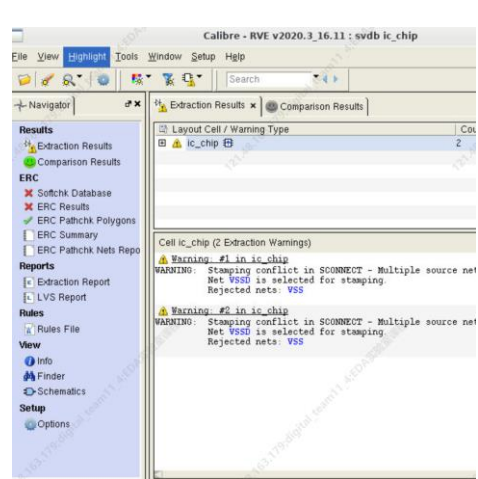 Calibre - RVE v2020.3_16.11 : svdb ic_chip
File View Highlight Tools Window Setup Help
Search
Navigator
Extraction Results
Comparison Results
Results
Extraction Results
Comparison Results
ERC
Softchk Database
ERC Results
ERC Pathchk Polygons
ERC Summary
ERC Pathchk Nets Repo
Reports
Extraction Report
LVS Report
Rules
Rules File
View
Info
Finder
Schematics
Setup
Options
Layout Cell / Warning Type Cou
ic_chip 2
Cell ic_chip (2 Extraction Warnings)
Warning: #1 in ic_chip
WARNING: Stamping conflict in SCONNECT - Multiple source net
Net VSSD is selected for stamping.
Rejected nets: VSS
Warning: #2 in ic_chip
WARNING: Stamping conflict in SCONNECT - Multiple source net
Net VSSD is selected for stamping.
Rejected nets: VSS